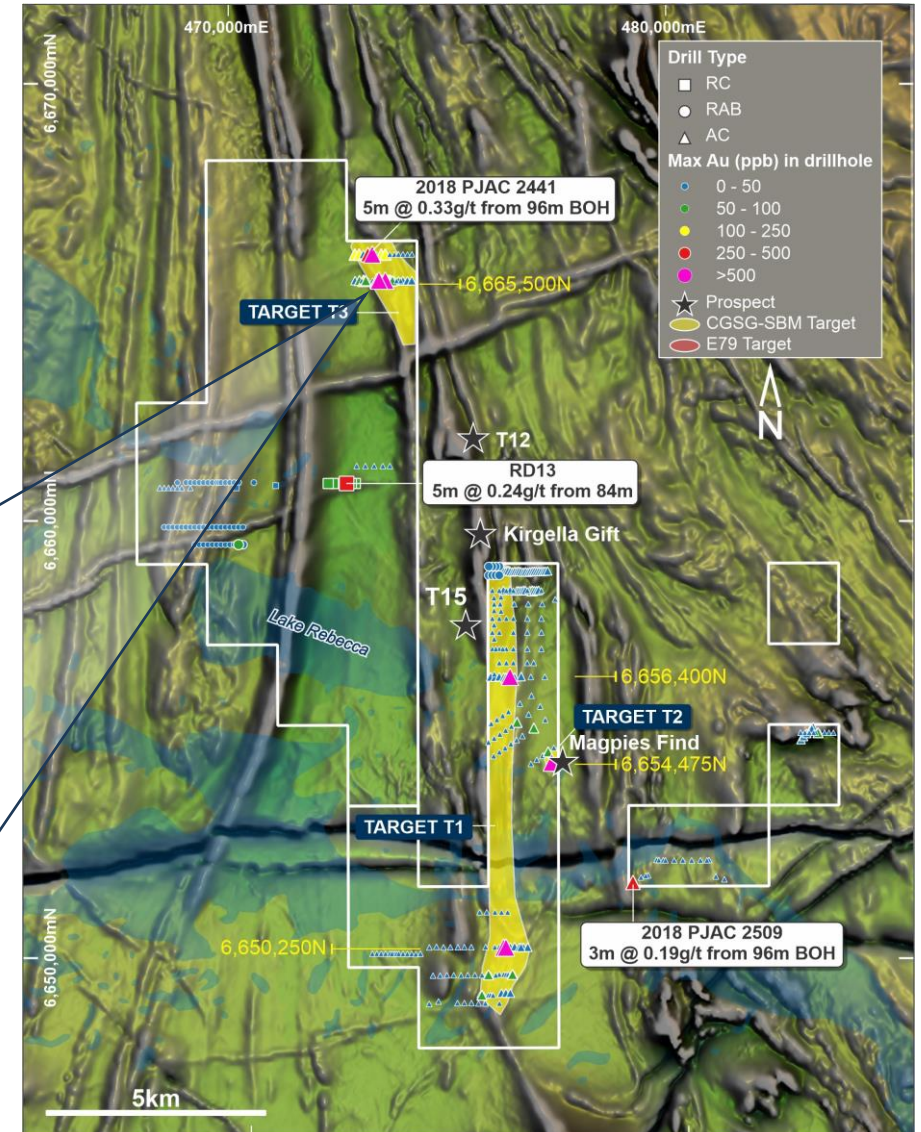 470,000mE
480,000mE
6,670,000mN
Drill Type
RC
RAB
AC
Max Au (ppb) in drillhole
0 - 50
50 - 100
100 - 250
250 - 500
>500
Prospect
CGSG-SBM Target
E79 Target
N
2018 PJAC 2441
5m @ 0.33g/t from 96m BOH
6,665,500N
TARGET T3
T12
RD13
5m @ 0.24g/t from 84m
6,660,000mN
Kirgella Gift
T15
Lake Rebecca
6,656,400N
TARGET T2
Magpies Find
6,654,475N
TARGET T1
2018 PJAC 2509
3m @ 0.19g/t from 96m BOH
6,650,250N
6,650,000mN
5km